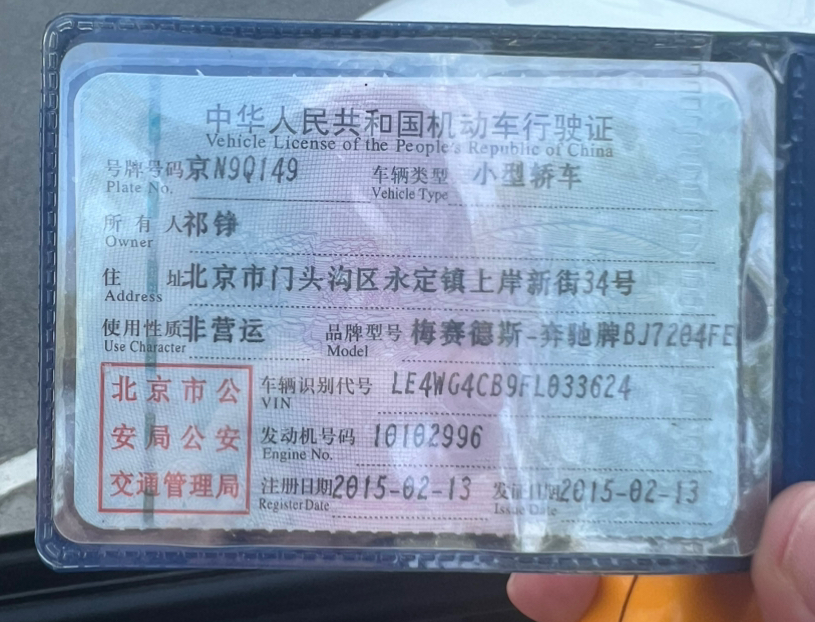 中华人民共和国机动车行驶证
Vehicle License of the People's Republic of China
号牌号码 京N9Q149 车辆类型 小型轿车
Plate No. Vehicle Type
所有人 祁铮
Owner
住址 北京市门头沟区永定镇上岸新街34号
Address
使用性质 非营运 品牌型号 梅赛德斯-奔驰牌BJ7204FE
Use Character Model
北京市公
安局公安
交通管理局
车辆识别代号 LE4WG4CB9FL033624
VIN
发动机号码 10102996
Engine No.
注册日期 2015-02-13 发证日期 2015-02-13
Register Date Issue Date